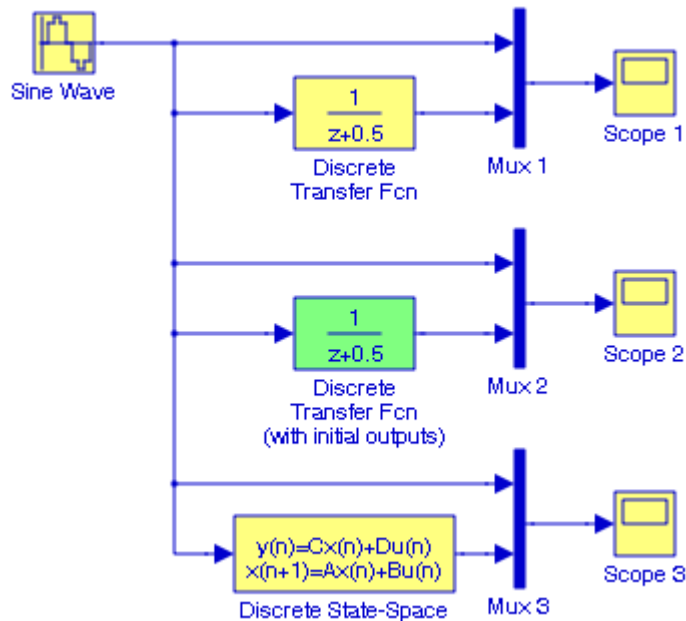 Sine Wave
1
z+0.5
Discrete
Transfer Fcn
Mux 1
Scope 1
1
z+0.5
Discrete
Transfer Fcn
(with initial outputs)
Mux 2
Scope 2
y(n)=Cx(n)+Du(n)
x(n+1)=Ax(n)+Bu(n)
Discrete State-Space
Mux 3
Scope 3